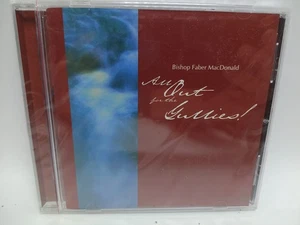 Bishop Faber MacDonald
All
Out
for the
Gullies!